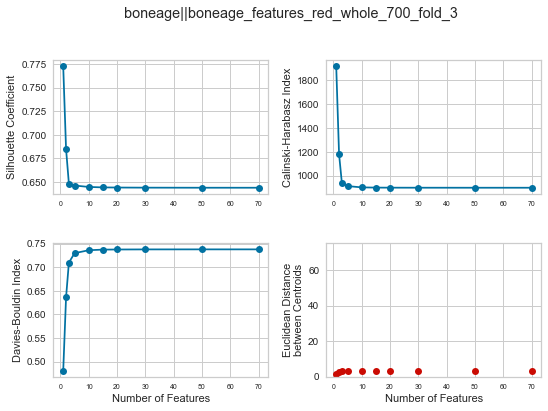 boneage||boneage_features_red_whole_700_fold_3
Silhouette Coefficient
0.775
0.750
0.725
0.700
0.675
0.650
0 10 20 30 40 50 60 70
Calinski-Harabasz Index
1800
1600
1400
1200
1000
0 10 20 30 40 50 60 70
Davies-Bouldin Index
0.75
0.70
0.65
0.60
0.55
0.50
0 10 20 30 40 50 60 70
Number of Features
Euclidean Distance
between Centroids
60
40
20
0
0 10 20 30 40 50 60 70
Number of Features